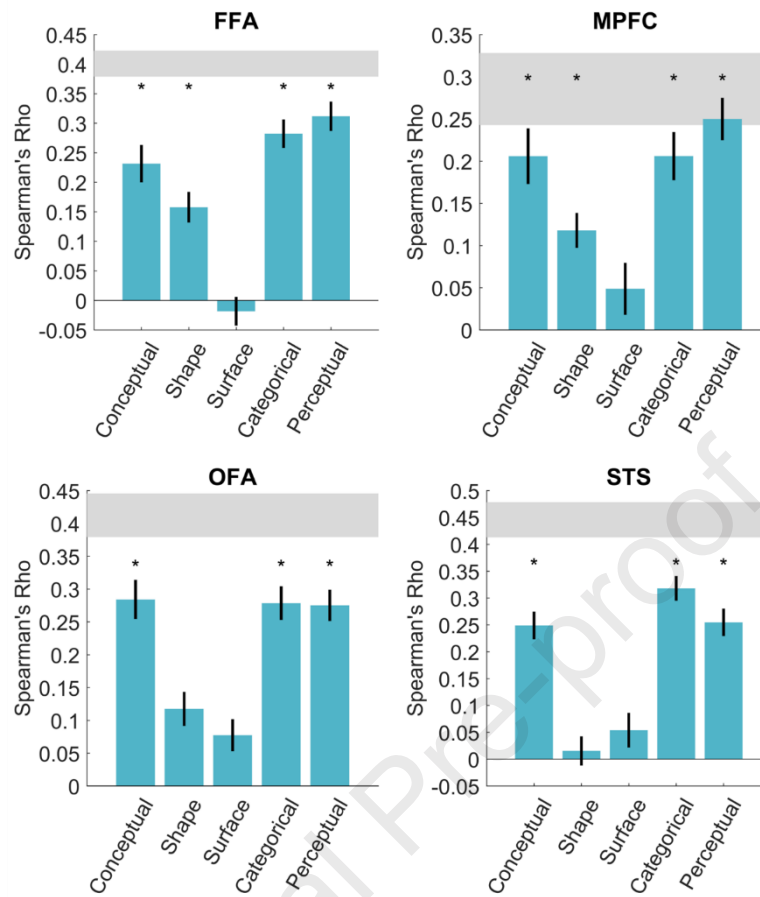 FFA
0.45
0.4
0.35
0.3
0.25
0.2
0.15
0.1
0.05
0
-0.05
Spearman's Rho
* * * *
Conceptual
Shape
Surface
Categorical
Perceptual
MPFC
0.35
0.3
0.25
0.2
0.15
0.1
0.05
0
Spearman's Rho
* * * *
Conceptual
Shape
Surface
Categorical
Perceptual
OFA
0.45
0.4
0.35
0.3
0.25
0.2
0.15
0.1
0.05
0
Spearman's Rho
* * *
Conceptual
Shape
Surface
Categorical
Perceptual
STS
0.5
0.45
0.4
0.35
0.3
0.25
0.2
0.15
0.1
0.05
0
-0.05
Spearman's Rho
* * *
Conceptual
Shape
Surface
Categorical
Perceptual
al Pre-proof